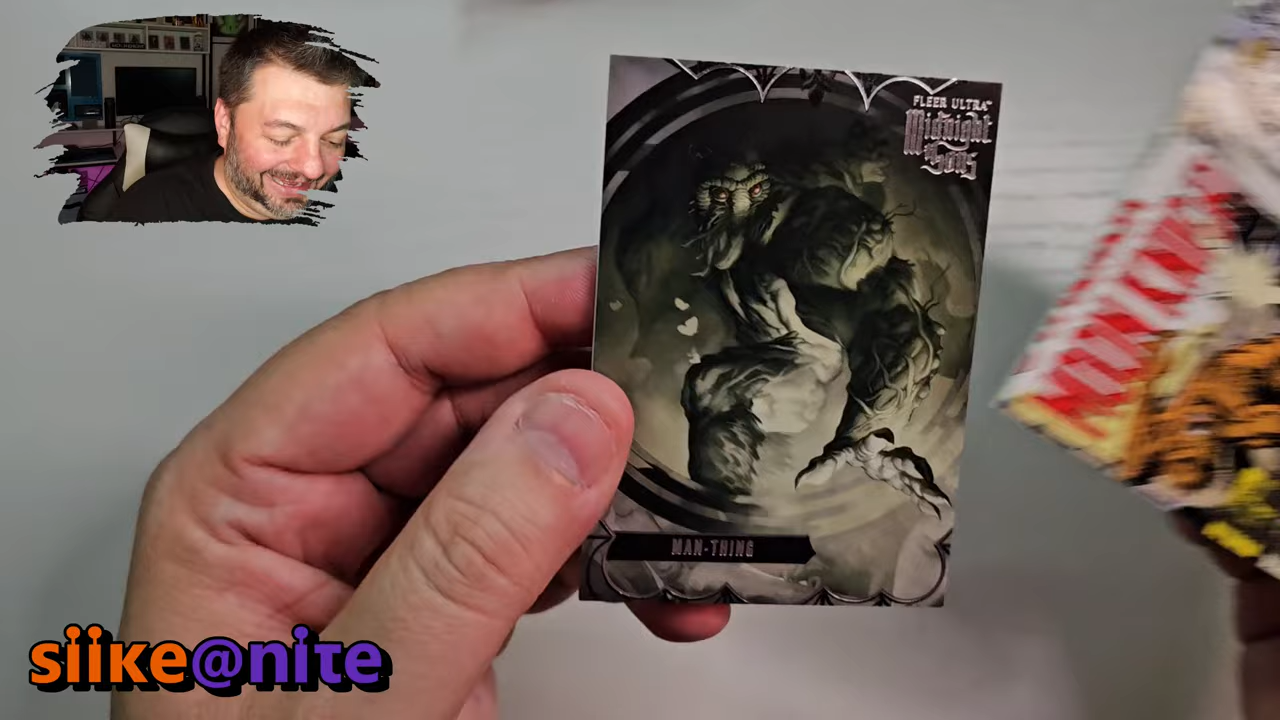 FLEER ULTRA
Midnight
Sons
MAN-THING
siike@nite